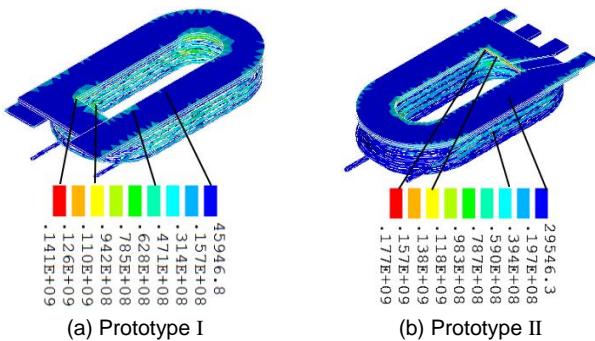 45946.8
.157E+08
.314E+08
.471E+08
.628E+08
.785E+08
.942E+08
.110E+09
.126E+09
.141E+09
(a) Prototype I
29546.3
.197E+08
.394E+08
.590E+08
.787E+08
.983E+08
.118E+09
.138E+09
.157E+09
.177E+09
(b) Prototype II